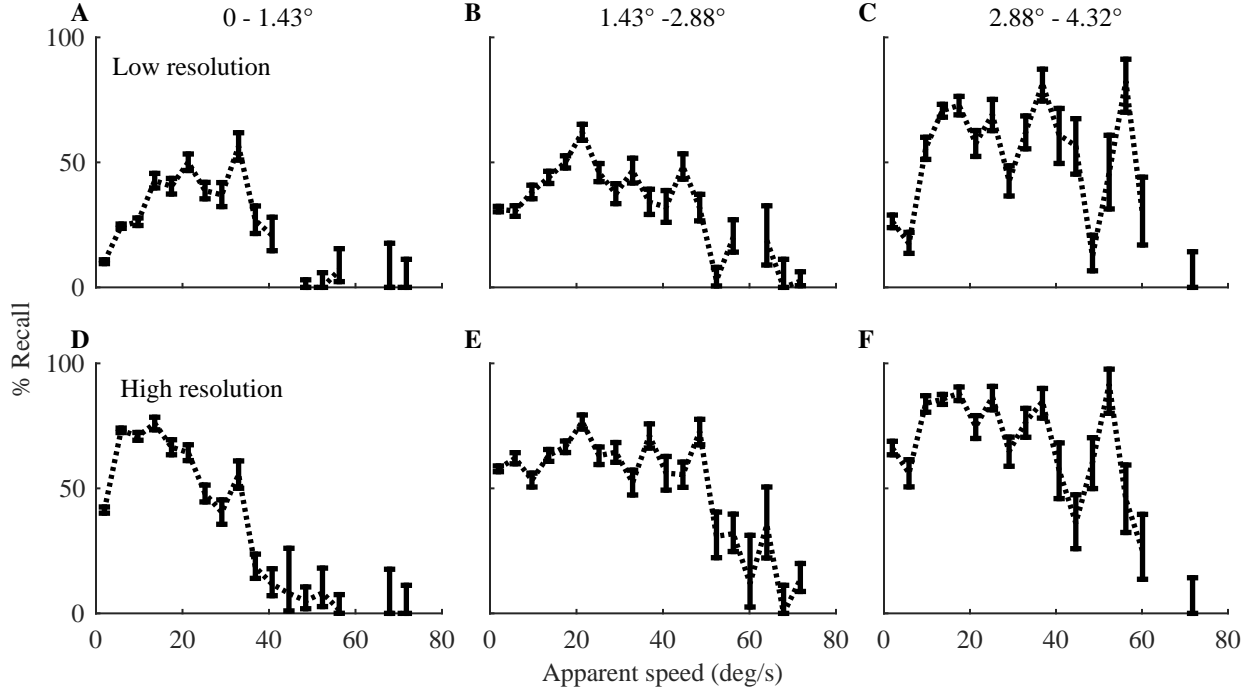 A 0 - 1.43° B 1.43° -2.88° C 2.88° - 4.32°
100
Low resolution
50
0
% Recall
D E F
100
High resolution
50
0
0 20 40 60 80 0 20 40 60 80 0 20 40 60 80
Apparent speed (deg/s)